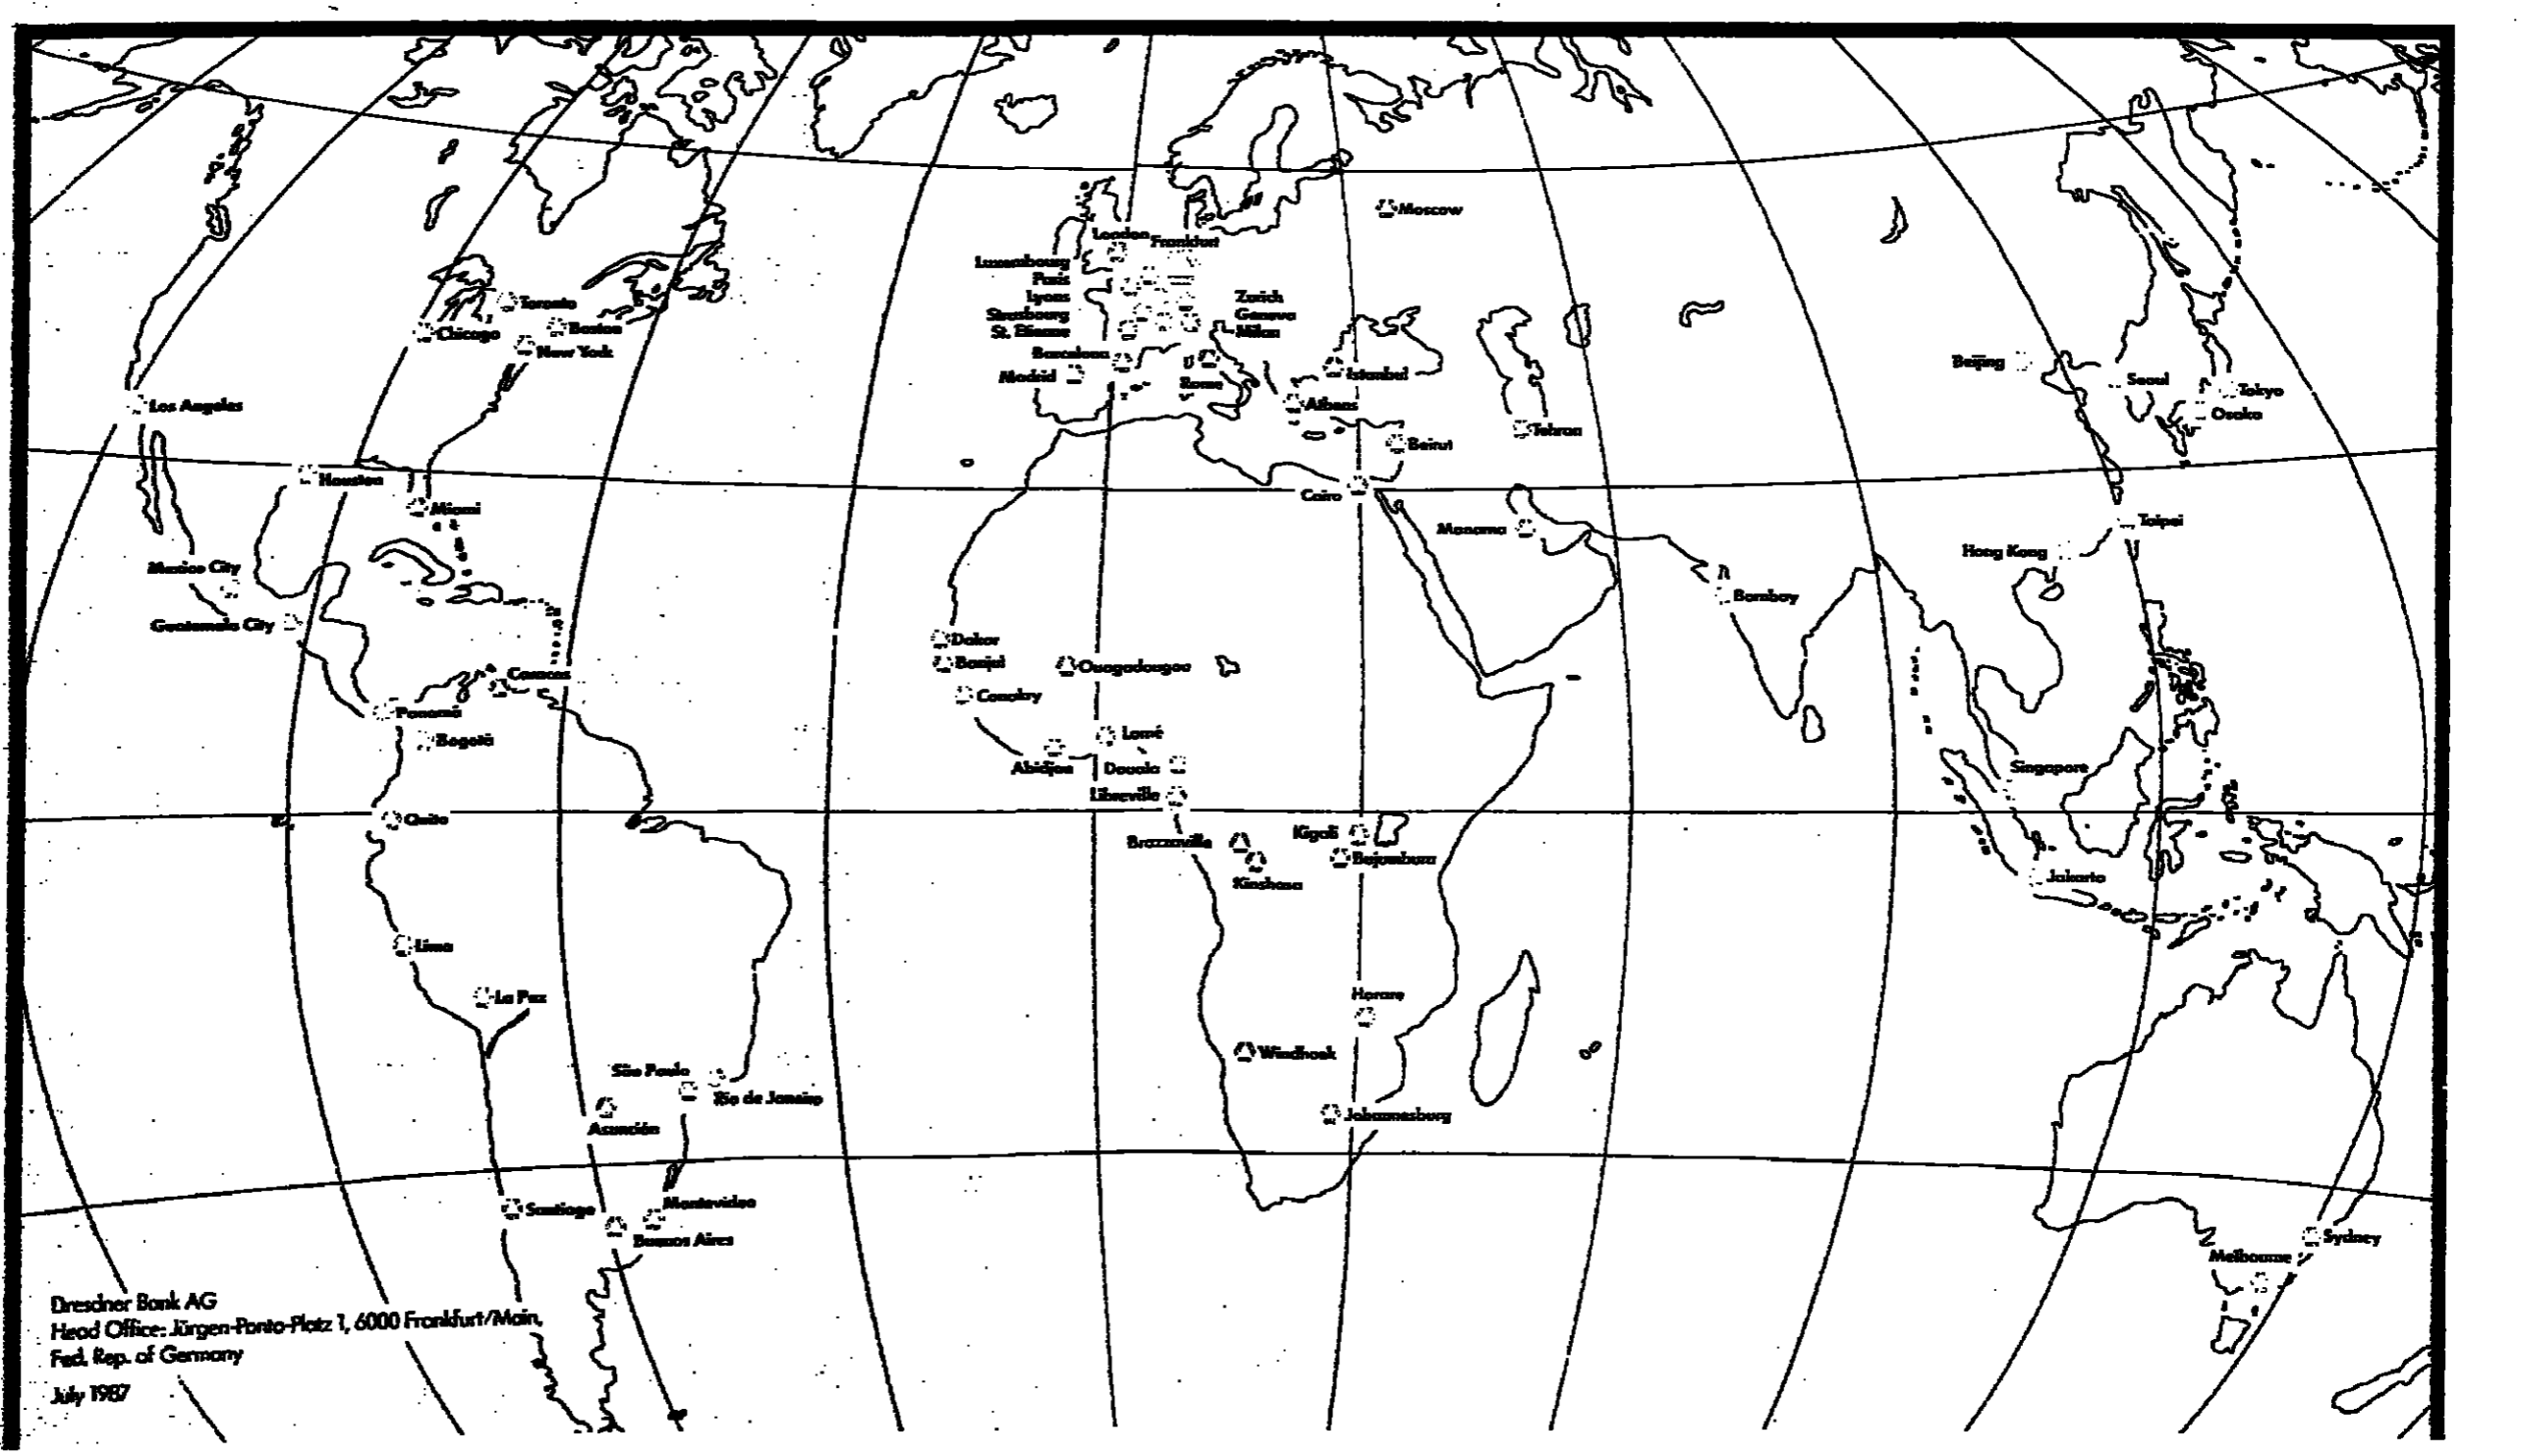 Moscow
London
Frankfurt
Luxembourg
Paris
Lyons
Strasbourg
St. Etienne
Zurich
Geneva
Milan
Barcelona
Madrid
Rome
Istanbul
Athens
Beirut
Tehran
Cairo
Manama
Toronto
Chicago
Boston
New York
Los Angeles
Houston
Miami
Mexico City
Guatemala City
Caracas
Panamá
Bogotá
Quito
Lima
La Paz
São Paulo
Rio de Janeiro
Asunción
Santiago
Montevideo
Buenos Aires
Dakar
Banjul
Conakry
Ouagadougou
Lomé
Abidjan
Douala
Libreville
Brazzaville
Kinshasa
Kigali
Bujumbura
Harare
Windhoek
Johannesburg
Beijing
Seoul
Tokyo
Osaka
Taipei
Hong Kong
Bombay
Singapore
Jakarta
Sydney
Melbourne
Dresdner Bank AG
Head Office: Jürgen-Ponto-Platz 1, 6000 Frankfurt/Main,
Fed. Rep. of Germany
July 1987